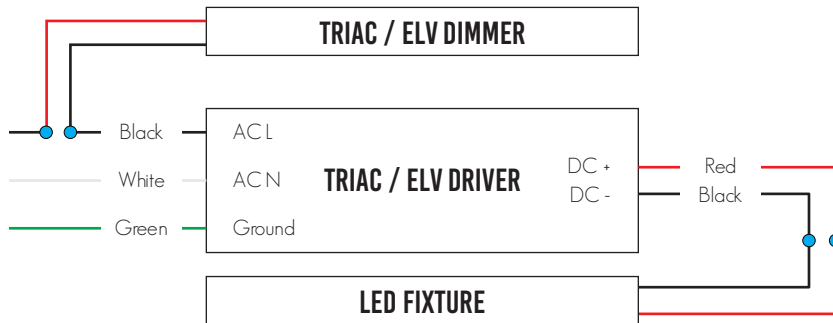 TRIAC / ELV DIMMER
Black
AC L
White
AC N
TRIAC / ELV DRIVER
DC +
Red
DC -
Black
Green
Ground
LED FIXTURE